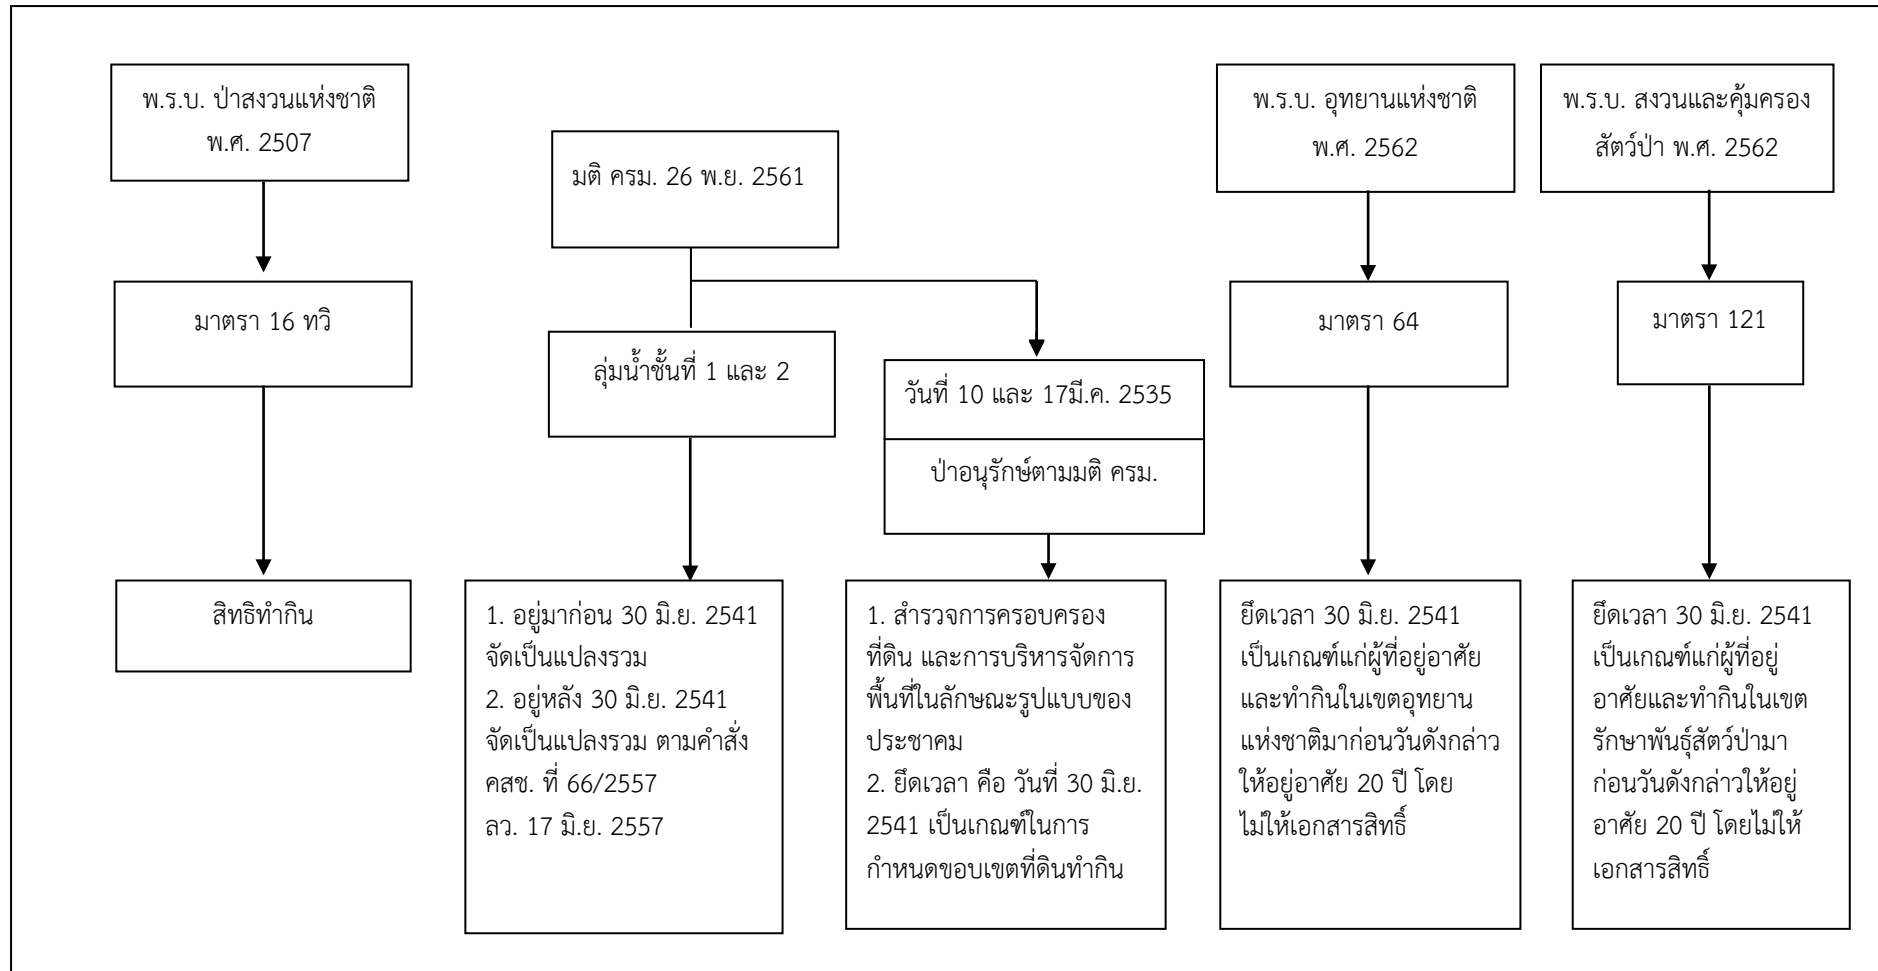 พ.ร.บ. ป่าสงวนแห่งชาติ
พ.ศ. 2507
มาตรา 16 ทวิ
สิทธิทำกิน
มติ ครม. 26 พ.ย. 2561
ลุ่มน้ำชั้นที่ 1 และ 2
1. อยู่มาก่อน 30 มิ.ย. 2541
จัดเป็นแปลงรวม
2. อยู่หลัง 30 มิ.ย. 2541
จัดเป็นแปลงรวม ตามคำสั่ง
คสช. ที่ 66/2557
ลว. 17 มิ.ย. 2557
วันที่ 10 และ 17มี.ค. 2535
ป่าอนุรักษ์ตามมติ ครม.
1. สำรวจการครอบครอง
ที่ดิน และการบริหารจัดการ
พื้นที่ในลักษณะรูปแบบของ
ประชาคม
2. ยึดเวลา คือ วันที่ 30 มิ.ย.
2541 เป็นเกณฑ์ในการ
กำหนดขอบเขตที่ดินทำกิน
พ.ร.บ. อุทยานแห่งชาติ
พ.ศ. 2562
มาตรา 64
ยึดเวลา 30 มิ.ย. 2541
เป็นเกณฑ์แก่ผู้ที่อยู่อาศัย
และทำกินในเขตอุทยาน
แห่งชาติมาก่อนวันดังกล่าว
ให้อยู่อาศัย 20 ปี โดย
ไม่ให้เอกสารสิทธิ์
พ.ร.บ. สงวนและคุ้มครอง
สัตว์ป่า พ.ศ. 2562
มาตรา 121
ยึดเวลา 30 มิ.ย. 2541
เป็นเกณฑ์แก่ผู้ที่อยู่
อาศัยและทำกินในเขต
รักษาพันธุ์สัตว์ป่ามา
ก่อนวันดังกล่าวให้อยู่
อาศัย 20 ปี โดยไม่ให้
เอกสารสิทธิ์